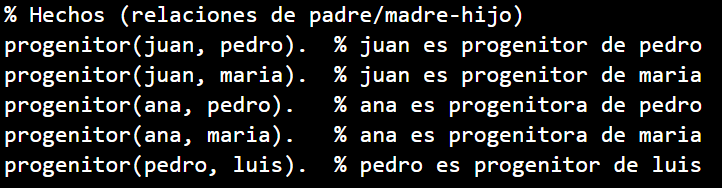 % Hechos (relaciones de padre/madre-hijo)
progenitor(juan, pedro).  % juan es progenitor de pedro
progenitor(juan, maria).  % juan es progenitor de maria
progenitor(ana, pedro).   % ana es progenitora de pedro
progenitor(ana, maria).   % ana es progenitora de maria
progenitor(pedro, luis).  % pedro es progenitor de luis